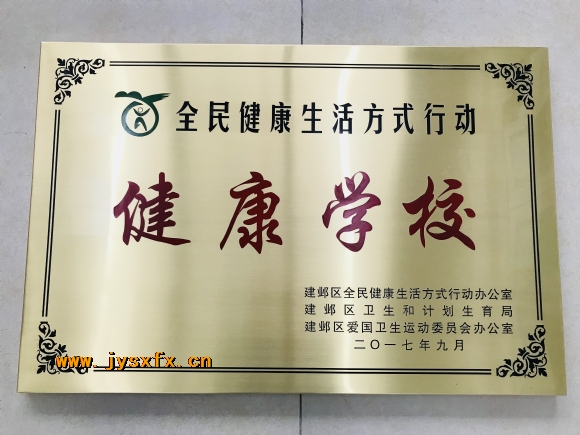 全民健康生活方式行动
健康学校
建邺区全民健康生活方式行动办公室
建邺区卫生和计划生育局
建邺区爱国卫生运动委员会办公室
二〇一七年九月
www.jysxfx.cn